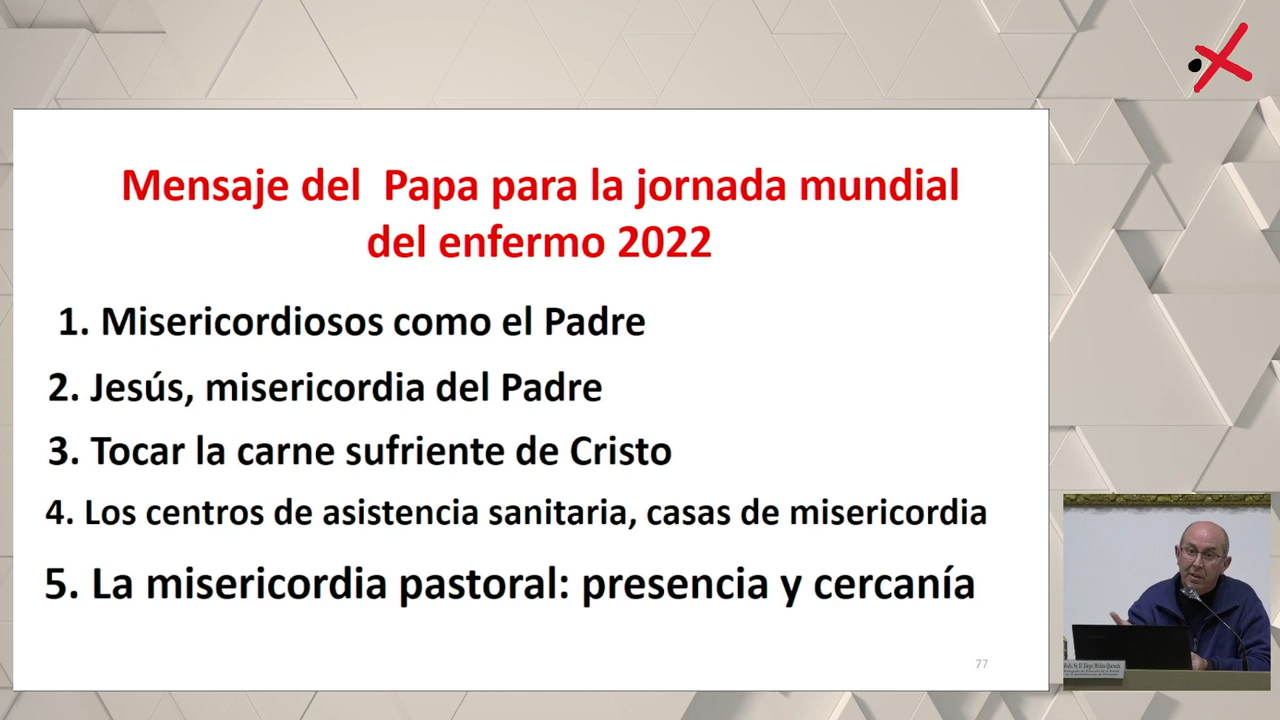 Mensaje del Papa para la jornada mundial
del enfermo 2022
1. Misericordiosos como el Padre
2. Jesús, misericordia del Padre
3. Tocar la carne sufriente de Cristo
4. Los centros de asistencia sanitaria, casas de misericordia
5. La misericordia pastoral: presencia y cercanía
77